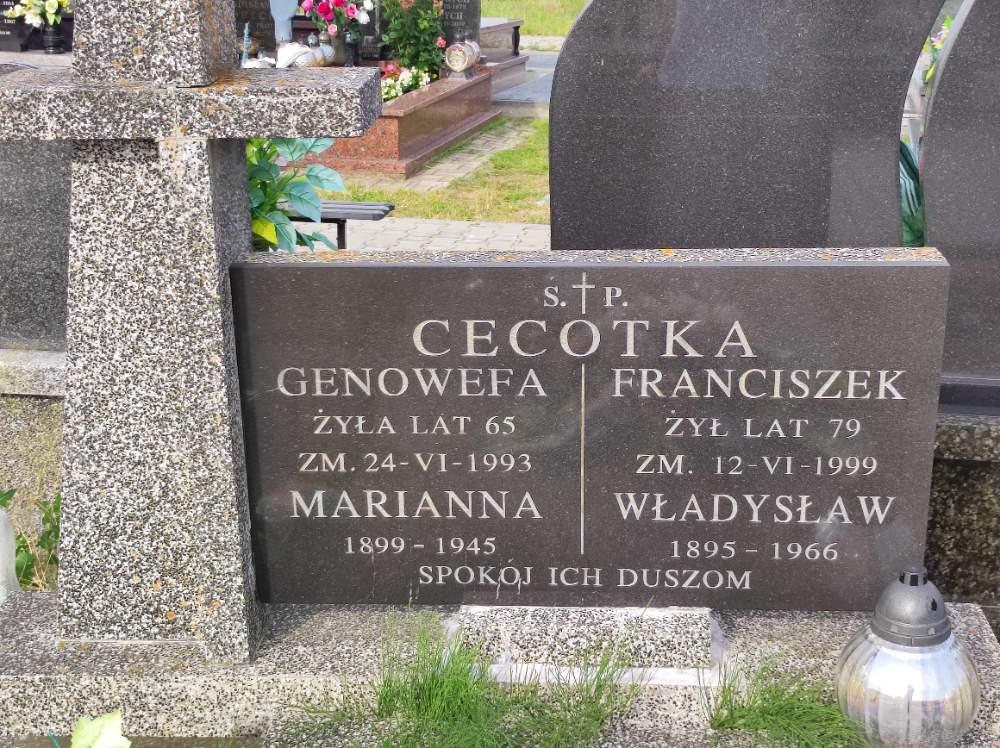 S. P.
CECOTKA
GENOWEFA
ŻYŁA LAT 65
ZM. 24-VI-1993
MARIANNA
1899 - 1945
FRANCISZEK
ŻYŁ LAT 79
ZM. 12-VI-1999
WŁADYSŁAW
1895 - 1966
SPOKÓJ ICH DUSZOM